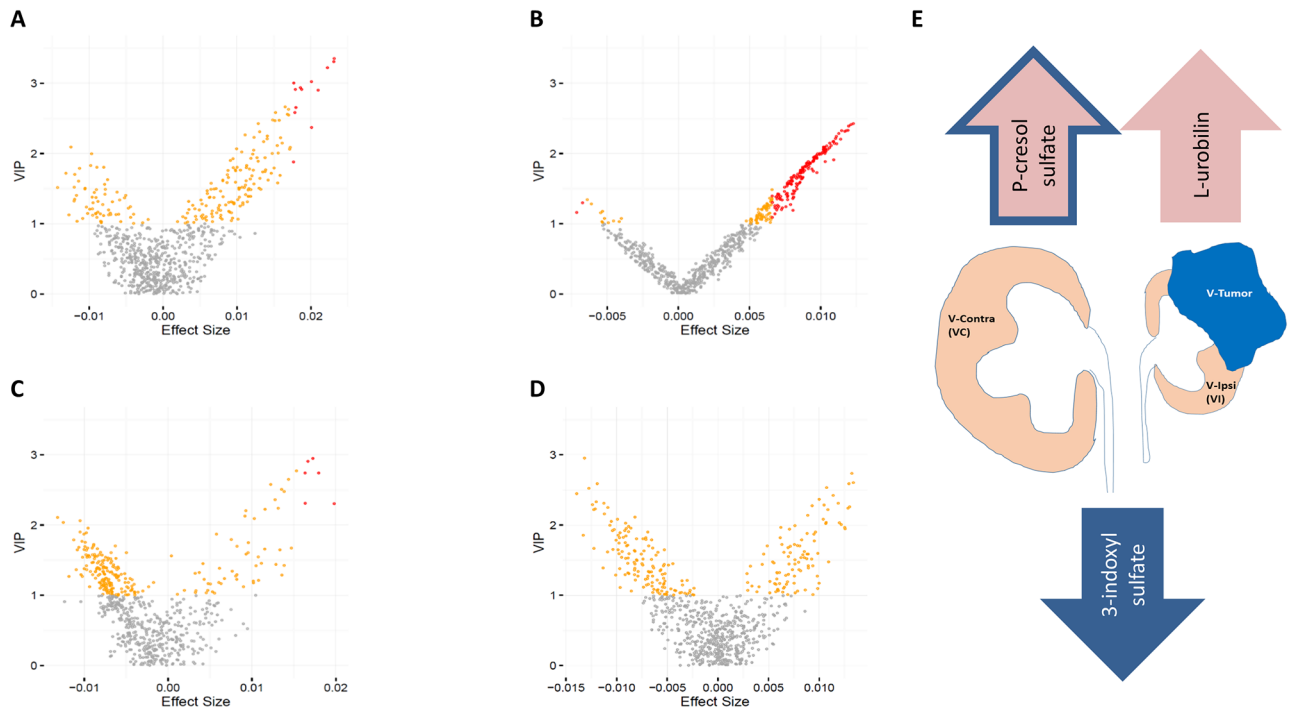 A
3
2
1
0
VIP
−0.01
0.00
0.01
0.02
Effect Size
B
3
2
1
0
VIP
−0.005
0.000
0.005
0.010
Effect Size
C
3
2
1
0
VIP
−0.01
0.00
0.01
0.02
Effect Size
D
3
2
1
0
VIP
−0.015
−0.010
−0.005
0.000
0.005
0.010
Effect Size
E
P-cresol
sulfate
L-urobilin
V-Contra
(VC)
V-Tumor
V-Ipsi
(VI)
3-indoxyl
sulfate